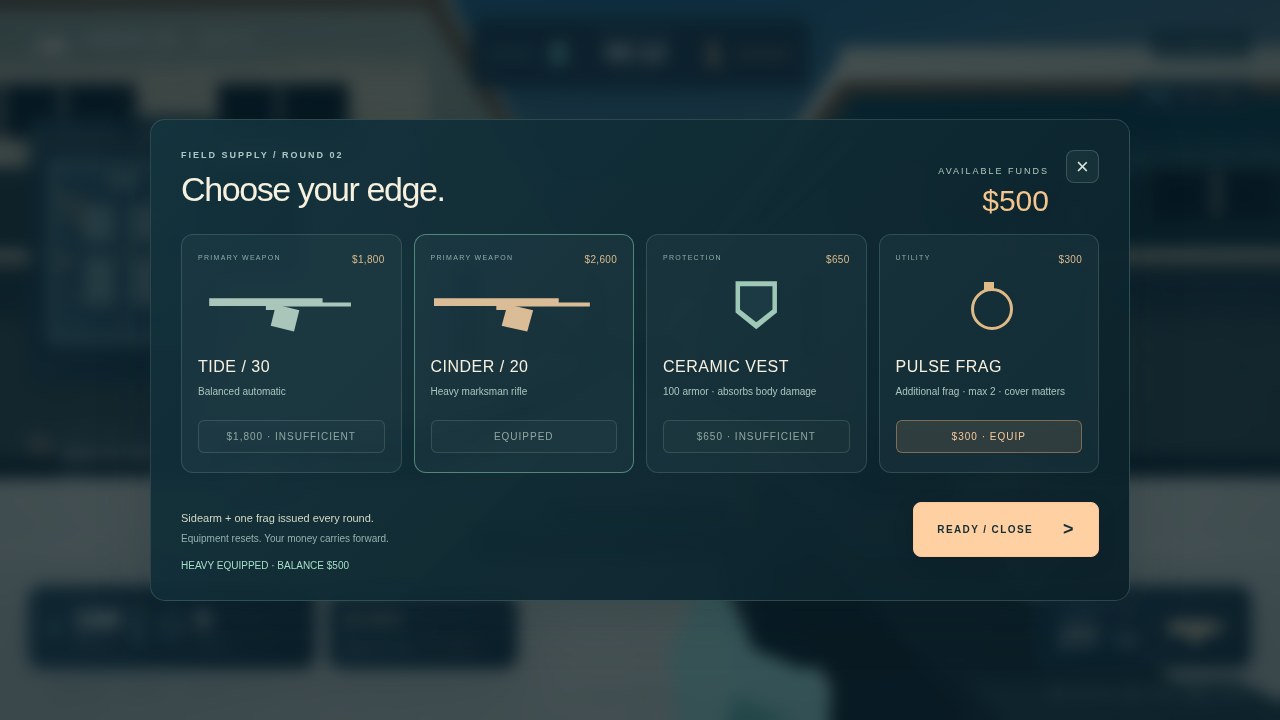 FIELD SUPPLY / ROUND 02
Choose your edge.
AVAILABLE FUNDS
$500
×
PRIMARY WEAPON
$1,800
TIDE / 30
Balanced automatic
$1,800 · INSUFFICIENT
PRIMARY WEAPON
$2,600
CINDER / 20
Heavy marksman rifle
EQUIPPED
PROTECTION
$650
CERAMIC VEST
100 armor · absorbs body damage
$650 · INSUFFICIENT
UTILITY
$300
PULSE FRAG
Additional frag · max 2 · cover matters
$300 · EQUIP
Sidearm + one frag issued every round.
Equipment resets. Your money carries forward.
HEAVY EQUIPPED · BALANCE $500
READY / CLOSE >